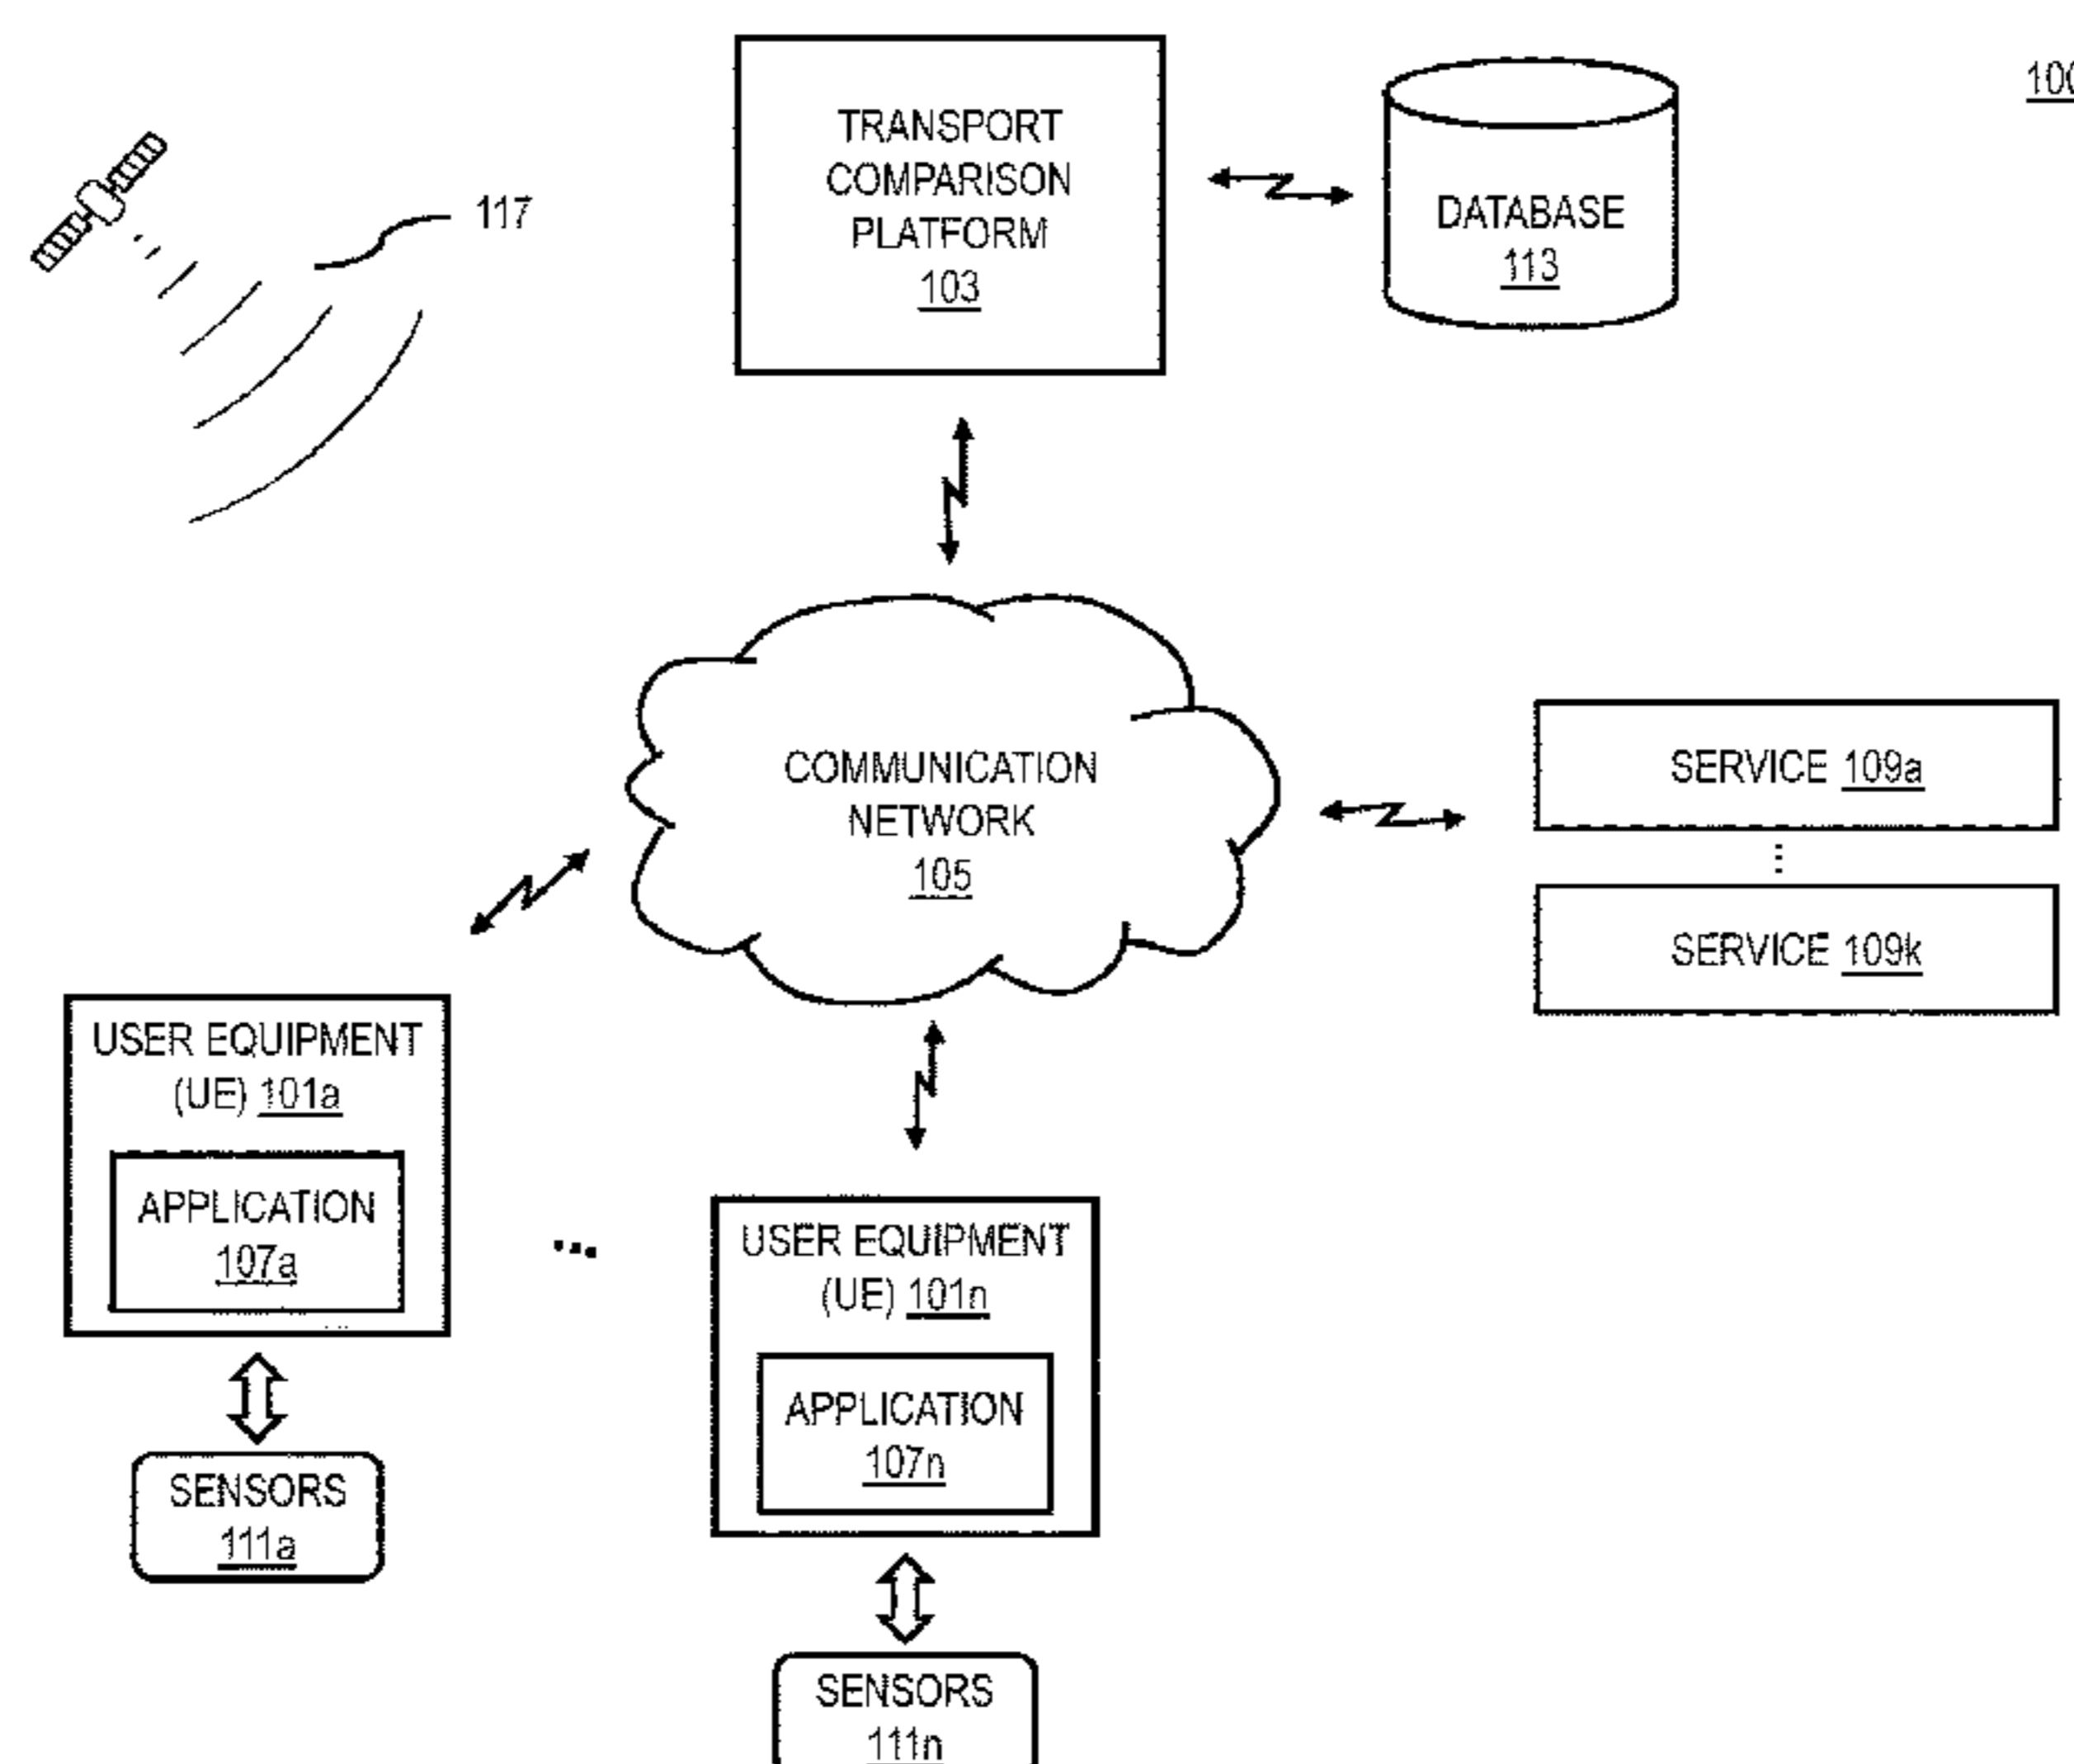 100
117
TRANSPORT
COMPARISON
PLATFORM
103
DATABASE
113
COMMUNICATION
NETWORK
105
SERVICE 109a
SERVICE 109k
USER EQUIPMENT
(UE) 101a
APPLICATION
107a
SENSORS
111a
USER EQUIPMENT
(UE) 101n
APPLICATION
107n
SENSORS
111n